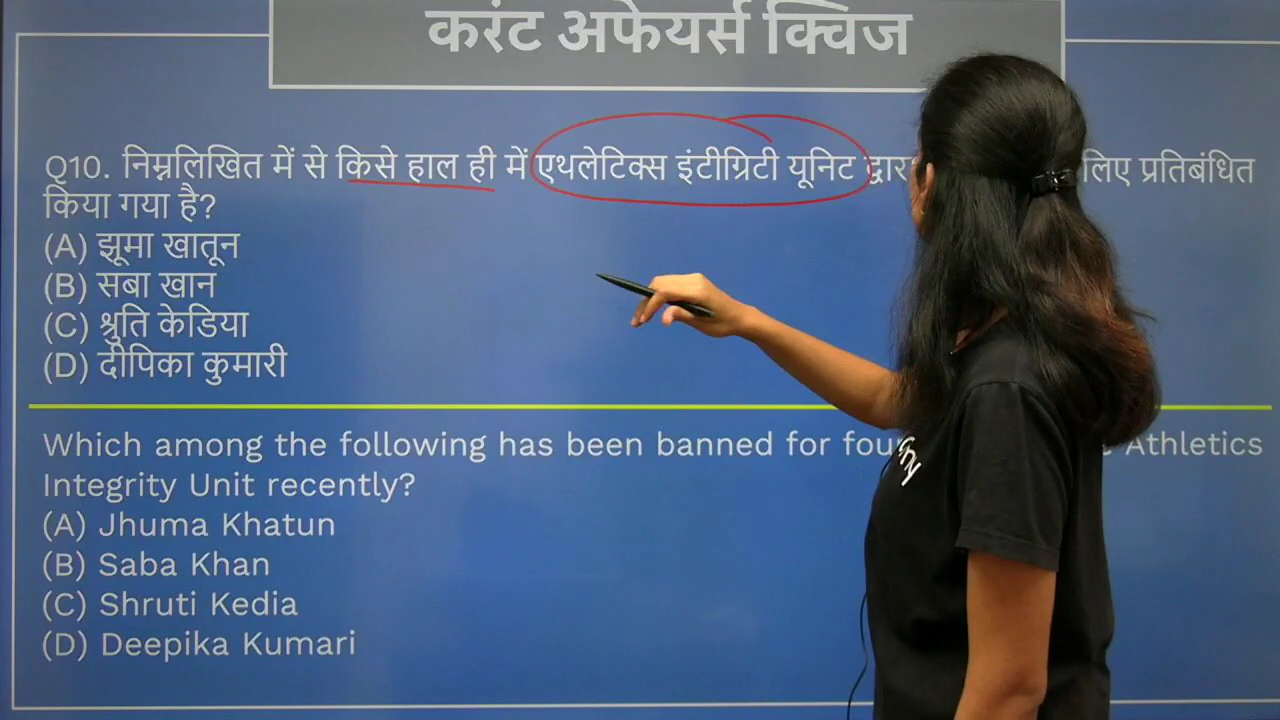 करंट अफेयर्स क्विज
Q10. निम्नलिखित में से किसे हाल ही में एथलेटिक्स इंटीग्रिटी यूनिट लिए प्रतिबंधित
किया गया है?
(A) झूमा खातून
(B) सबा खान
(C) श्रुति केडिया
(D) दीपिका कुमारी
Which among the following has been banned for Athletics
Integrity Unit recently?
(A) Jhuma Khatun
(B) Saba Khan
(C) Shruti Kedia
(D) Deepika Kumari